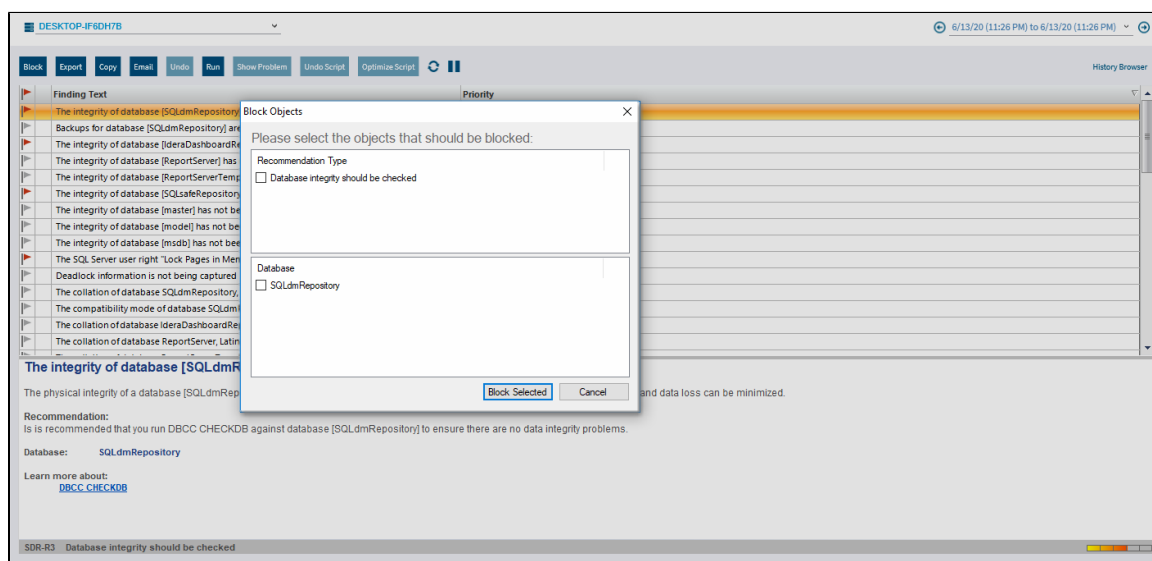 DESKTOP-IF6DH7B
6/13/20 (11:26 PM) to 6/13/20 (11:26 PM)
Block Export Copy Email Undo Run Show Problem Undo Script Optimize Script
History Browser
Finding Text Priority
The integrity of database [SQLdmRepository
Backups for database [SQLdmRepository] are
The integrity of database [IderaDashboardRe
The integrity of database [ReportServer] has
The integrity of database [ReportServerTemp
The integrity of database [SQLsafeRepository
The integrity of database [master] has not be
The integrity of database [model] has not be
The integrity of database [msdb] has not bee
The SQL Server user right "Lock Pages in Mem
Deadlock information is not being captured
The collation of database SQLdmRepository,
The compatibility mode of database SQLdm
The collation of database IderaDashboardRe
The collation of database ReportServer, Latin
Block Objects
Please select the objects that should be blocked:
Recommendation Type
Database integrity should be checked
Database
SQLdmRepository
Block Selected Cancel
The integrity of database [SQLdmR
The physical integrity of a database [SQLdmRep and data loss can be minimized.
Recommendation:
Is is recommended that you run DBCC CHECKDB against database [SQLdmRepository] to ensure there are no data integrity problems.
Database: SQLdmRepository
Learn more about:
DBCC CHECKDB
SDR-R3 Database integrity should be checked